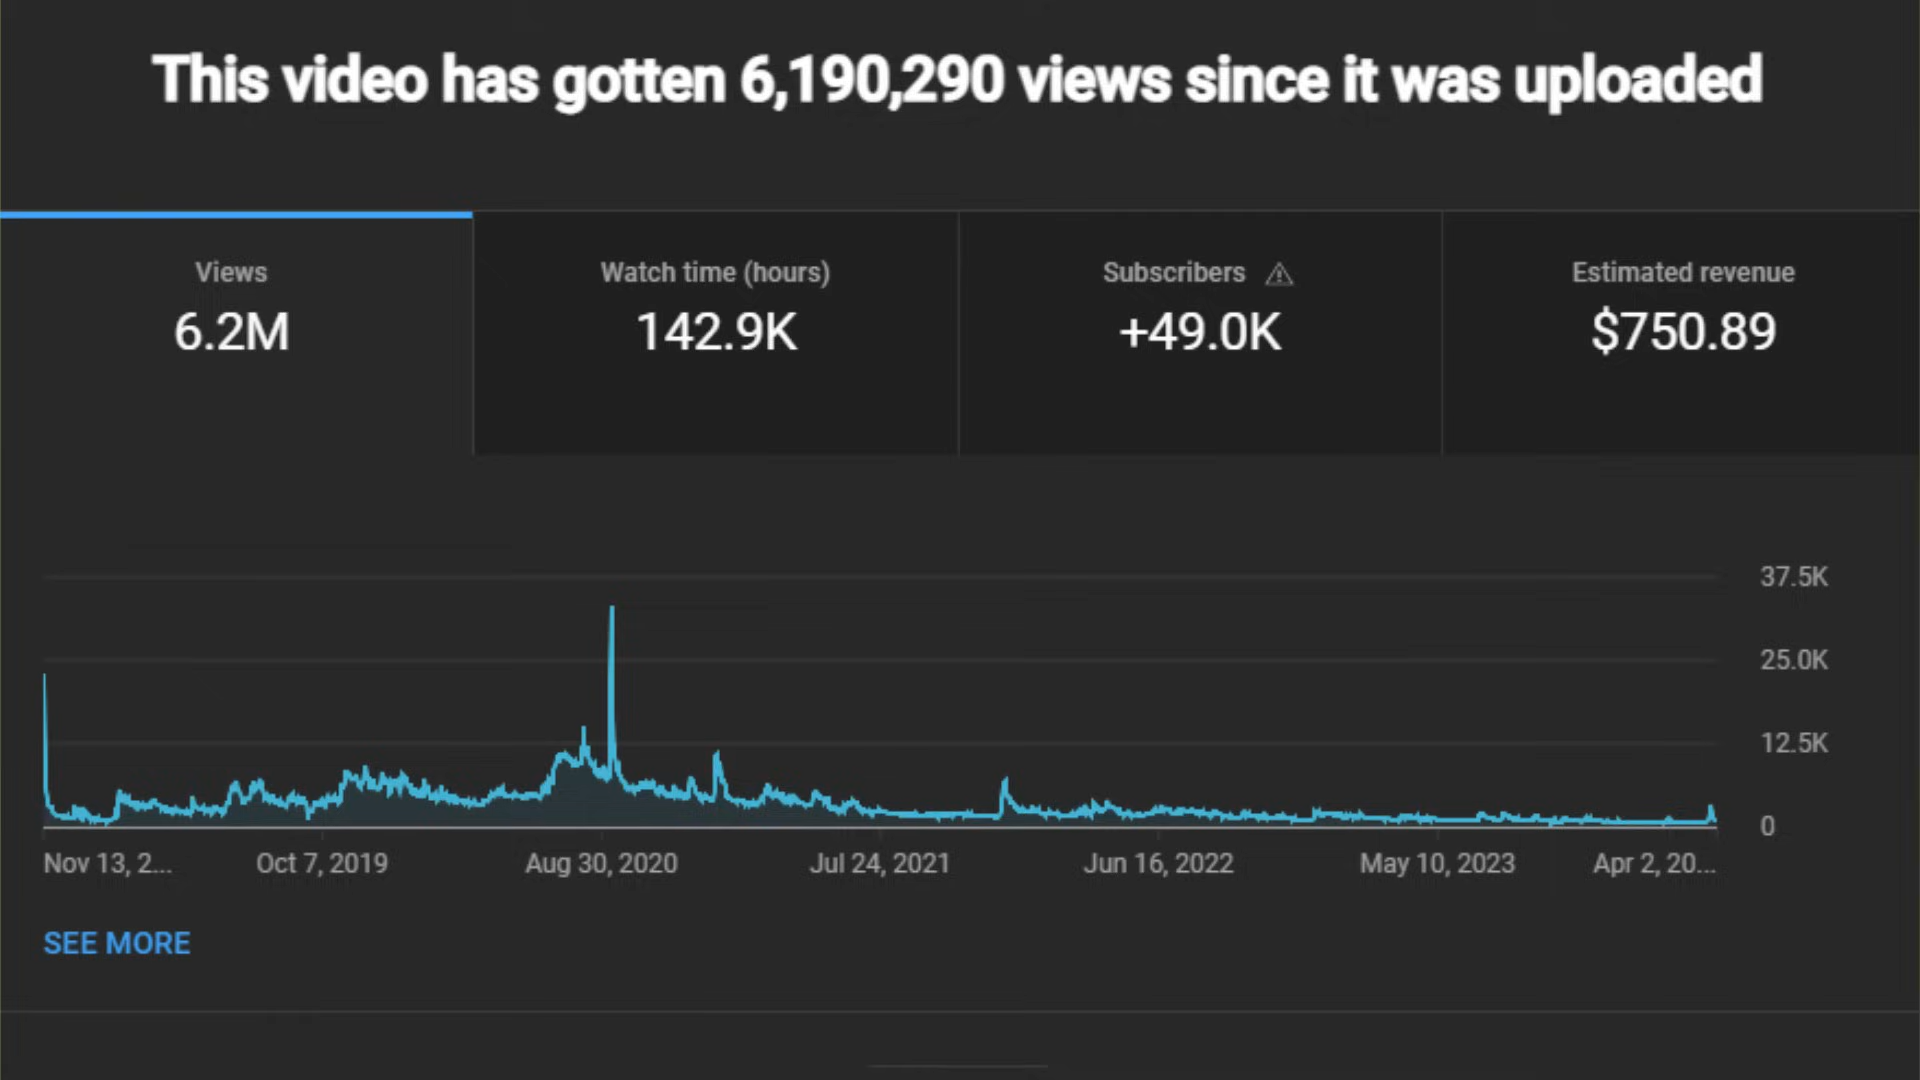 This video has gotten 6,190,290 views since it was uploaded
Views
6.2M
Watch time (hours)
142.9K
Subscribers
+49.0K
Estimated revenue
$750.89
37.5K
25.0K
12.5K
0
Nov 13, 2...
Oct 7, 2019
Aug 30, 2020
Jul 24, 2021
Jun 16, 2022
May 10, 2023
Apr 2, 20...
SEE MORE